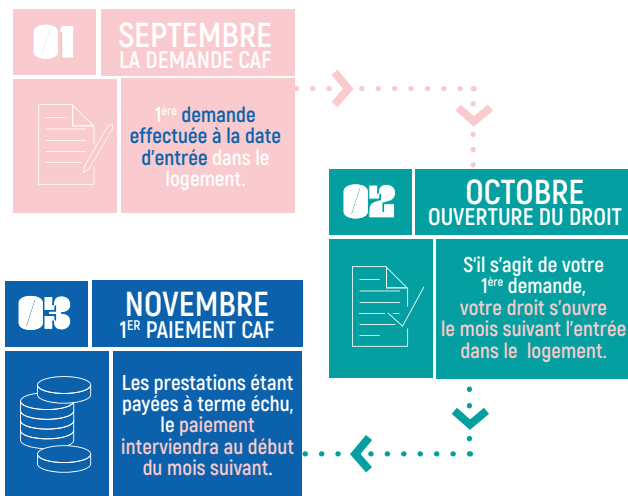 01
SEPTEMBRE
LA DEMANDE CAF
1ère demande
effectuée à la date
d'entrée dans le
logement.
02
OCTOBRE
OUVERTURE DU DROIT
S'il s'agit de votre
1ère demande,
votre droit s'ouvre
le mois suivant l'entrée
dans le logement.
03
NOVEMBRE
1ER PAIEMENT CAF
Les prestations étant
payées à terme échu,
le paiement
interviendra au début
du mois suivant.